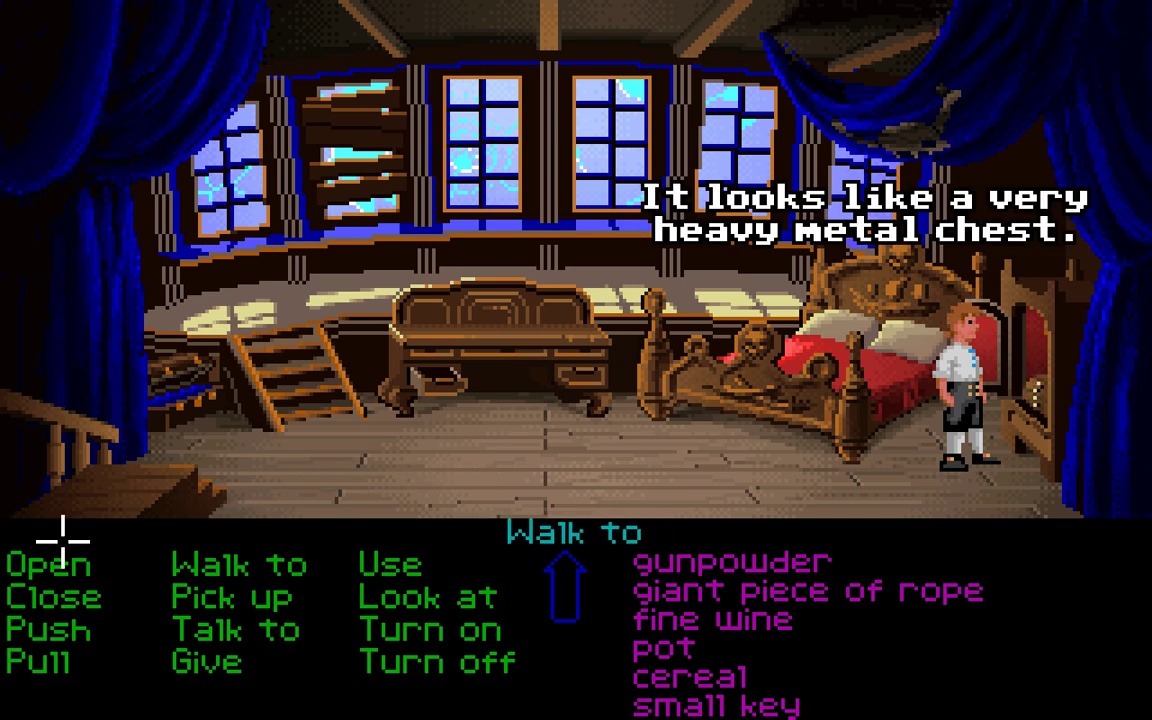 It looks like a very
heavy metal chest.
Walk to
Open Walk to Use
Close Pick up Look at
Push Talk to Turn on
Pull Give Turn off
gunpowder
giant piece of rope
fine wine
pot
cereal
small key